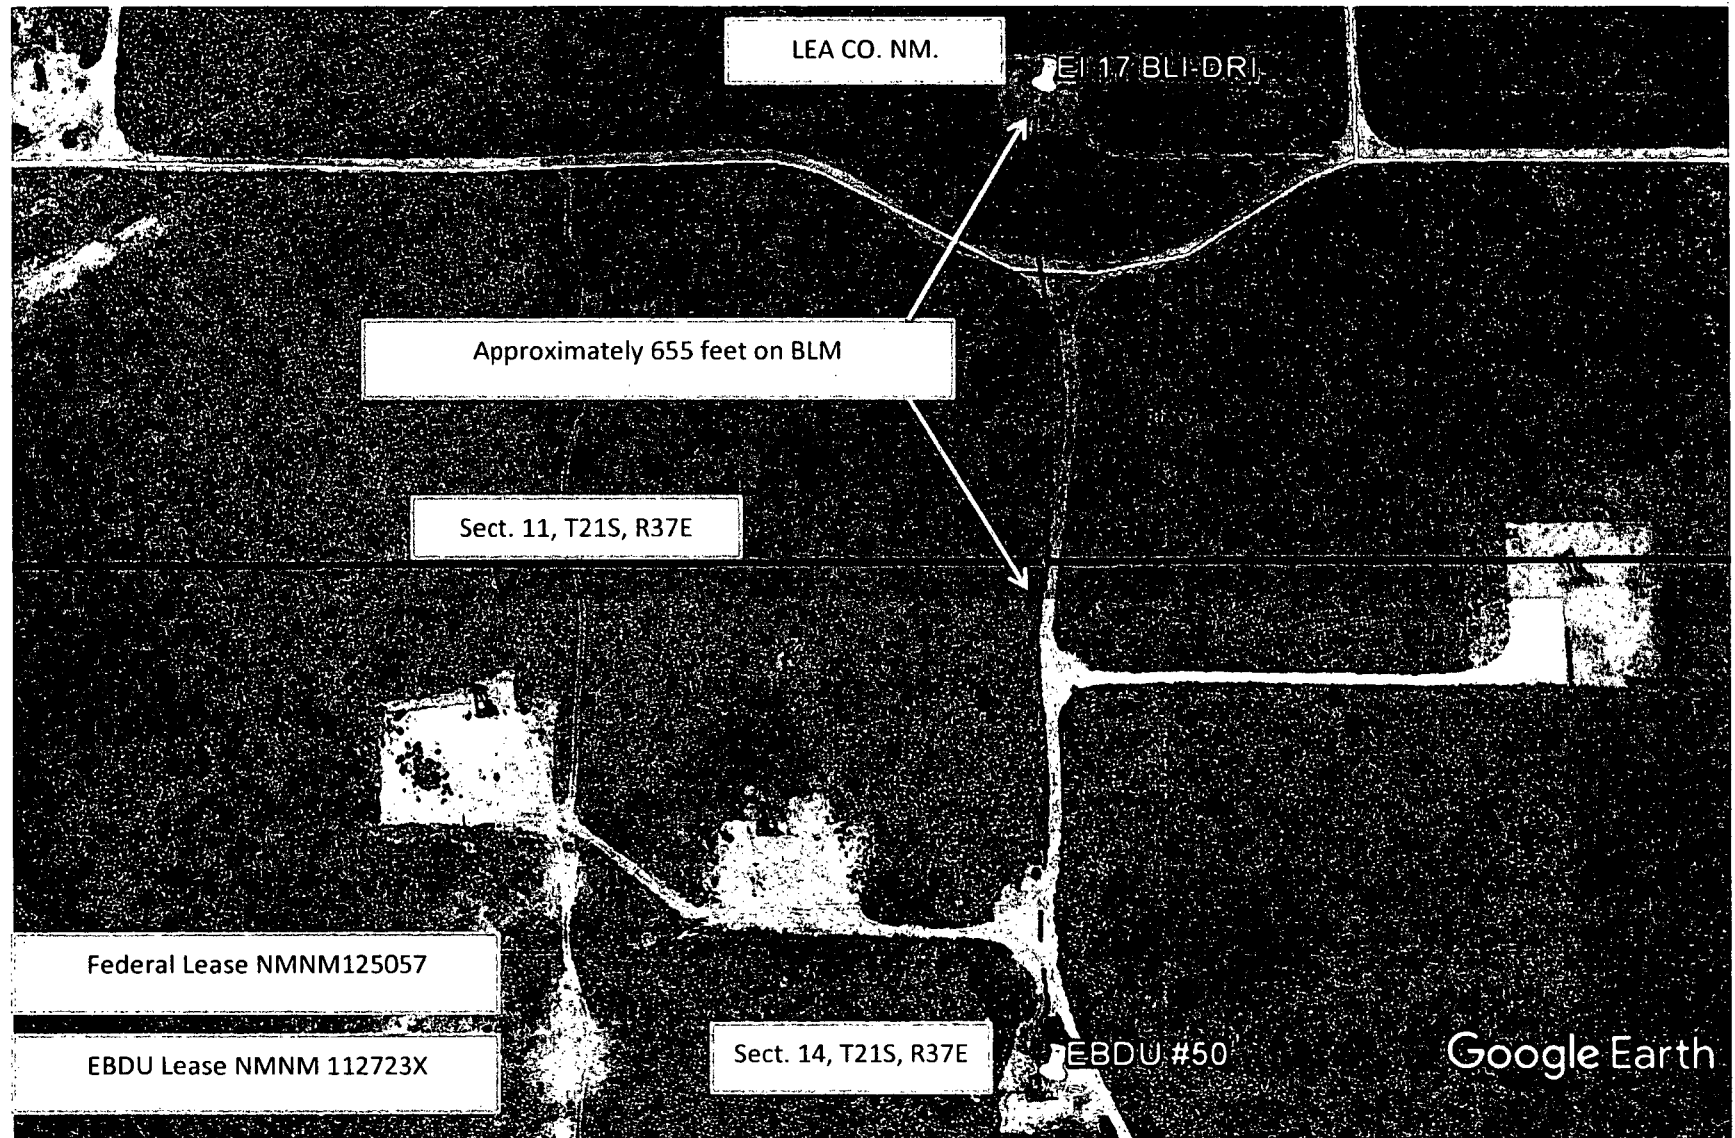 LEA CO. NM.
EI 17 BLI-DRI
Approximately 655 feet on BLM
Sect. 11, T21S, R37E
Federal Lease NMNM125057
EBDU Lease NMNM 112723X
Sect. 14, T21S, R37E
EBDU #50
Google Earth